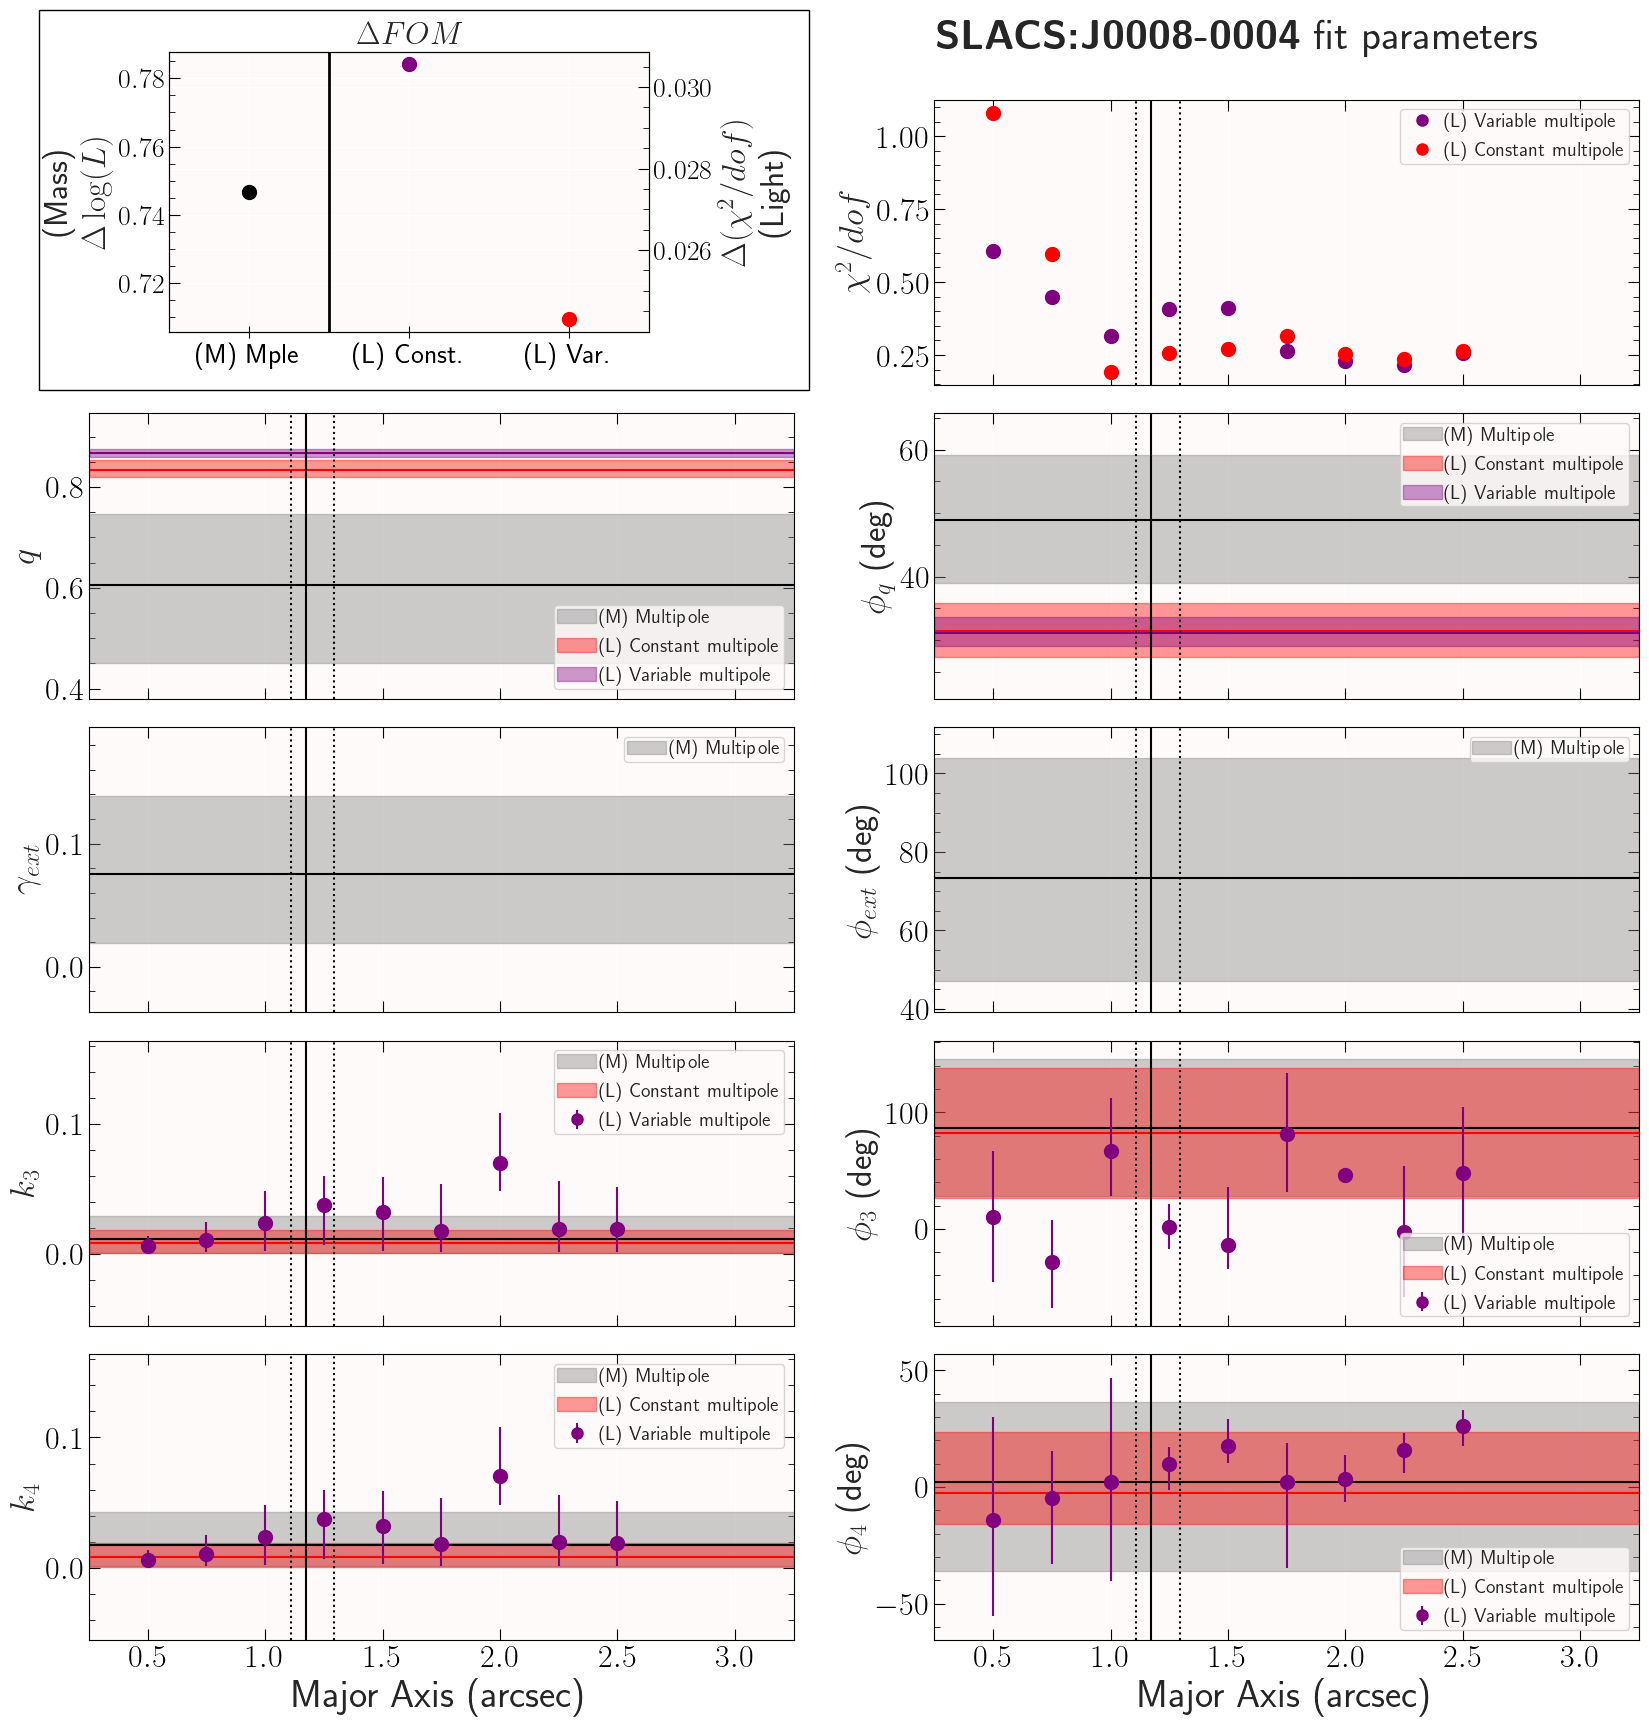 ΔFOM
SLACS:J0008-0004 fit parameters
(Mass)
Δ log(L)
0.78
0.76
0.74
0.72
0.030
0.028
0.026
Δ(χ²/dof)
(Light)
(M) Mple
(L) Const.
(L) Var.
χ²/dof
1.00
0.75
0.50
0.25
(L) Variable multipole
(L) Constant multipole
q
0.8
0.6
0.4
(M) Multipole
(L) Constant multipole
(L) Variable multipole
ϕq (deg)
60
40
(M) Multipole
(L) Constant multipole
(L) Variable multipole
γext
0.1
0.0
(M) Multipole
ϕext (deg)
100
80
60
40
(M) Multipole
k3
0.1
0.0
(M) Multipole
(L) Constant multipole
(L) Variable multipole
ϕ3 (deg)
100
0
(M) Multipole
(L) Constant multipole
(L) Variable multipole
k4
0.1
0.0
(M) Multipole
(L) Constant multipole
(L) Variable multipole
0.5 1.0 1.5 2.0 2.5 3.0
Major Axis (arcsec)
ϕ4 (deg)
50
0
−50
(M) Multipole
(L) Constant multipole
(L) Variable multipole
0.5 1.0 1.5 2.0 2.5 3.0
Major Axis (arcsec)